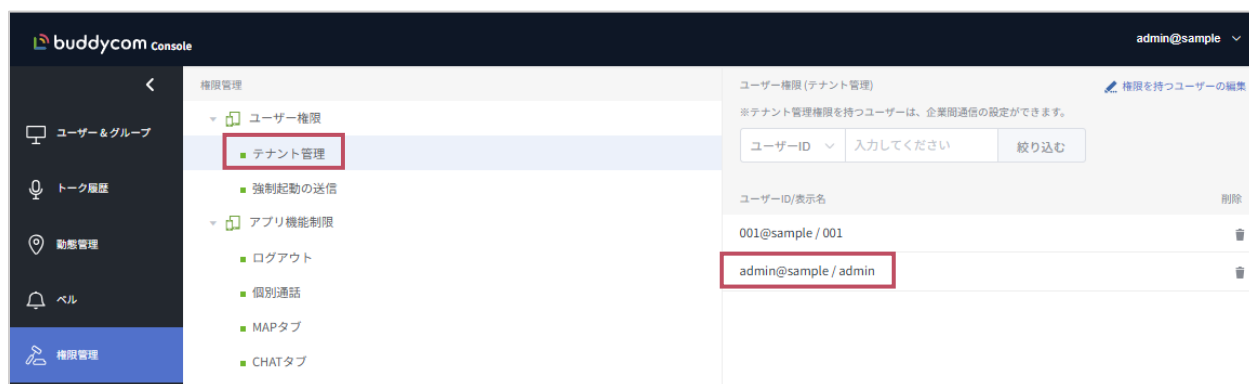 buddycom Console
admin@sample
ユーザー&グループ
トーク履歴
動態管理
ベル
権限管理
権限管理
ユーザー権限
テナント管理
強制起動の送信
アプリ機能制限
ログアウト
個別通話
MAPタブ
CHATタブ
ユーザー権限 (テナント管理)
権限を持つユーザーの編集
※テナント管理権限を持つユーザーは、企業間通信の設定ができます。
ユーザーID
入力してください
絞り込む
ユーザーID/表示名
削除
001@sample / 001
admin@sample / admin